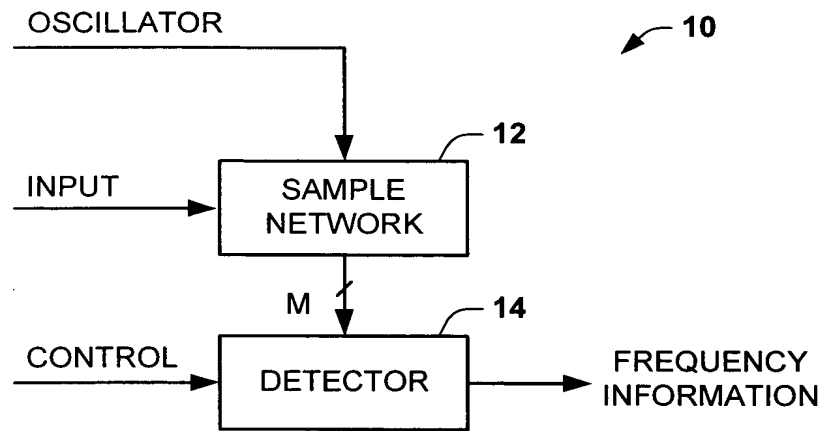 OSCILLATOR
10
12
INPUT
SAMPLE
NETWORK
M
14
CONTROL
DETECTOR
FREQUENCY
INFORMATION